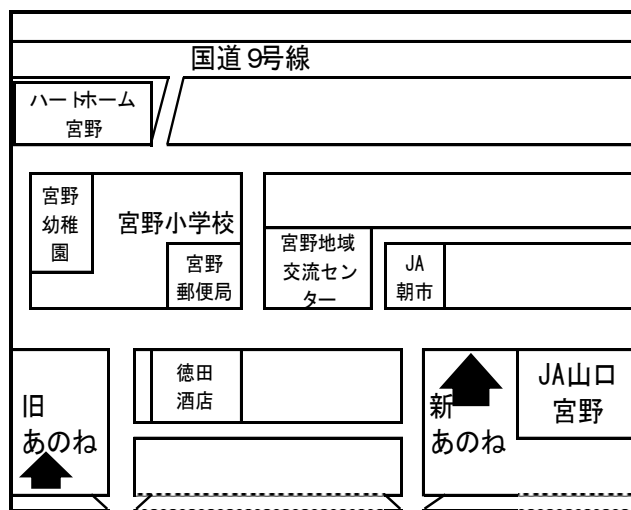 国道9号線
ハートホーム
宮野
宮野
幼稚
園
宮野小学校
宮野
郵便局
宮野地域
交流セン
ター
JA
朝市
徳田
酒店
旧
あのね
新
あのね
JA山口
宮野